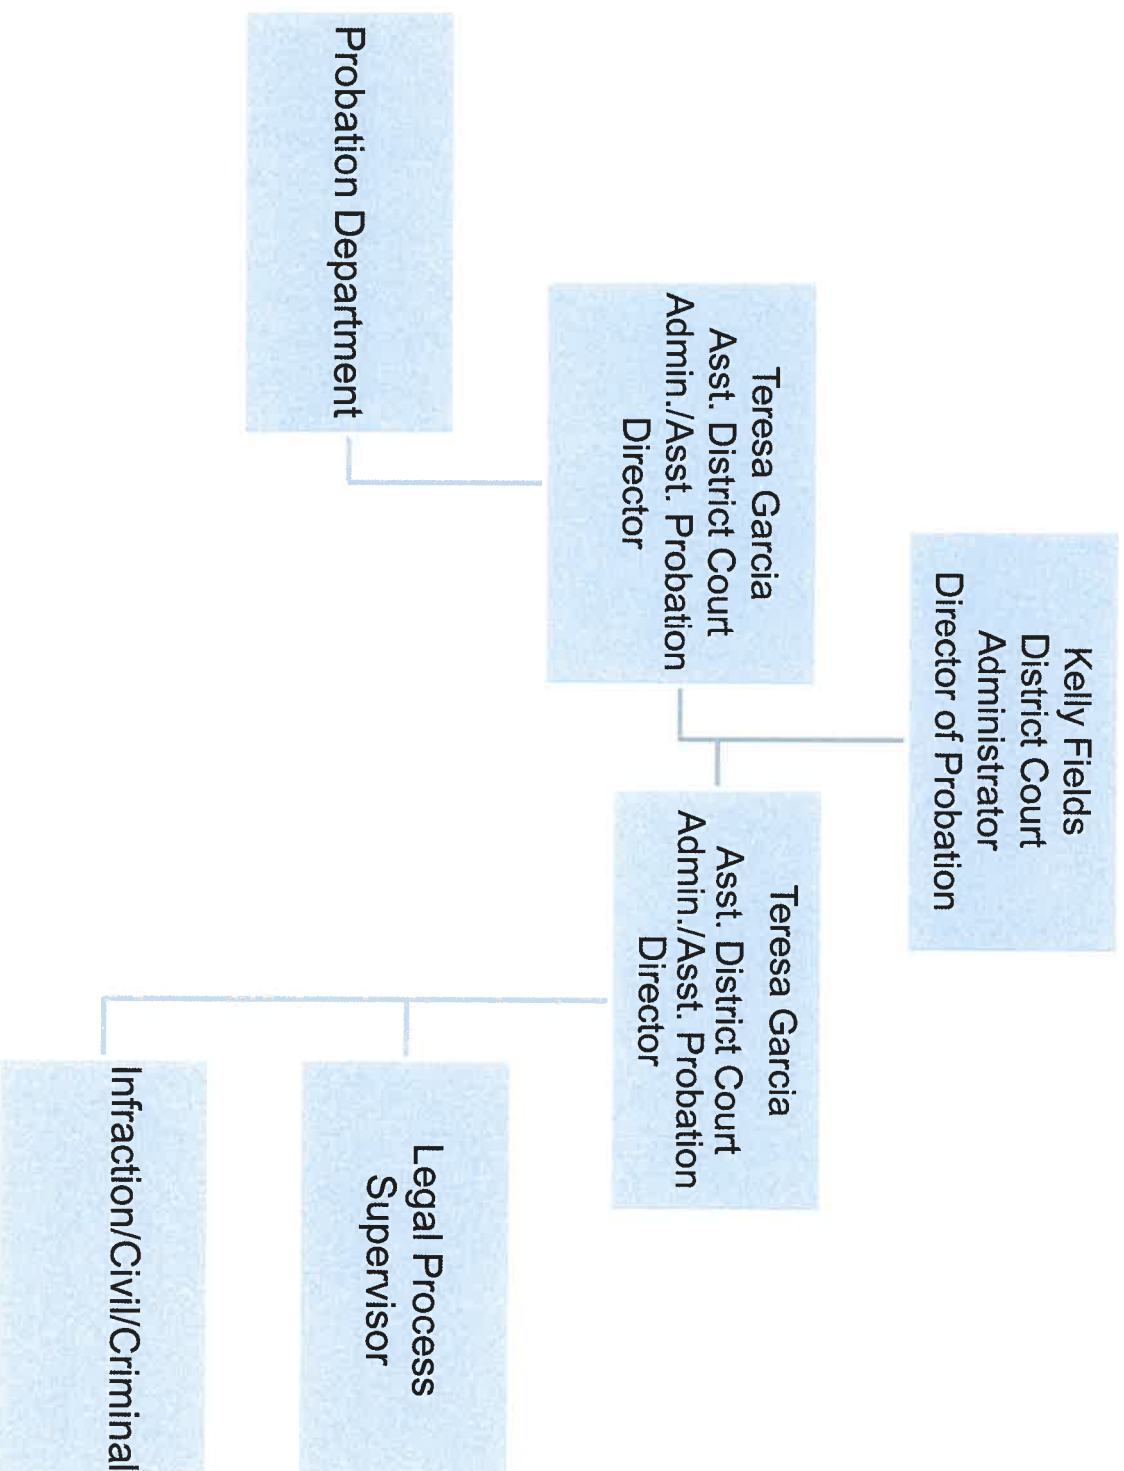 Kelly Fields
District Court
Administrator
Director of Probation
Teresa Garcia
Asst. District Court
Admin./Asst. Probation
Director
Teresa Garcia
Asst. District Court
Admin./Asst. Probation
Director
Probation Department
Legal Process
Supervisor
Infraction/Civil/Criminal